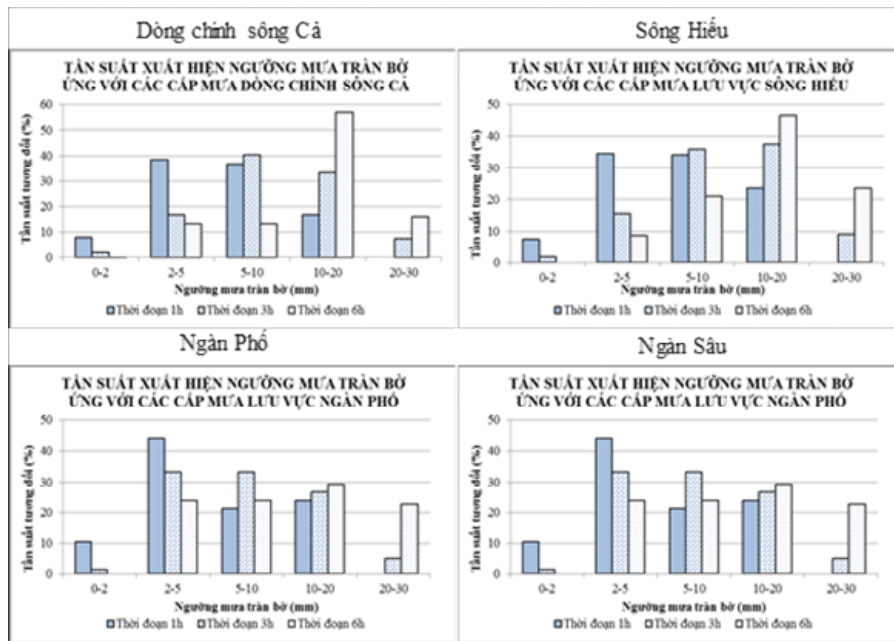 Dòng chính sông Cả
TẦN SUẤT XUẤT HIỆN NGƯỠNG MƯA TRÀN BỜ
ỨNG VỚI CÁC CẤP MƯA DÒNG CHÍNH SÔNG CẢ
Tần suất tương đối (%)
60
50
40
30
20
10
0
0-2 2-5 5-10 10-20 20-30
Ngưỡng mưa tràn bờ (mm)
Thời đoạn 1h Thời đoạn 3h Thời đoạn 6h
Sông Hiếu
TẦN SUẤT XUẤT HIỆN NGƯỠNG MƯA TRÀN BỜ
ỨNG VỚI CÁC CẤP MƯA LƯU VỰC SÔNG HIẾU
Tần suất tương đối (%)
50
40
30
20
10
0
0-2 2-5 5-10 10-20 20-30
Ngưỡng mưa tràn bờ (mm)
Thời đoạn 1h Thời đoạn 3h Thời đoạn 6h
Ngàn Phố
TẦN SUẤT XUẤT HIỆN NGƯỠNG MƯA TRÀN BỜ
ỨNG VỚI CÁC CẤP MƯA LƯU VỰC NGÀN PHỐ
Tần suất tương đối (%)
50
40
30
20
10
0
0-2 2-5 5-10 10-20 20-30
Ngưỡng mưa tràn bờ (mm)
Thời đoạn 1h Thời đoạn 3h Thời đoạn 6h
Ngàn Sâu
TẦN SUẤT XUẤT HIỆN NGƯỠNG MƯA TRÀN BỜ
ỨNG VỚI CÁC CẤP MƯA LƯU VỰC NGÀN PHỐ
Tần suất tương đối (%)
50
40
30
20
10
0
0-2 2-5 5-10 10-20 20-30
Ngưỡng mưa tràn bờ (mm)
Thời đoạn 1h Thời đoạn 3h Thời đoạn 6h